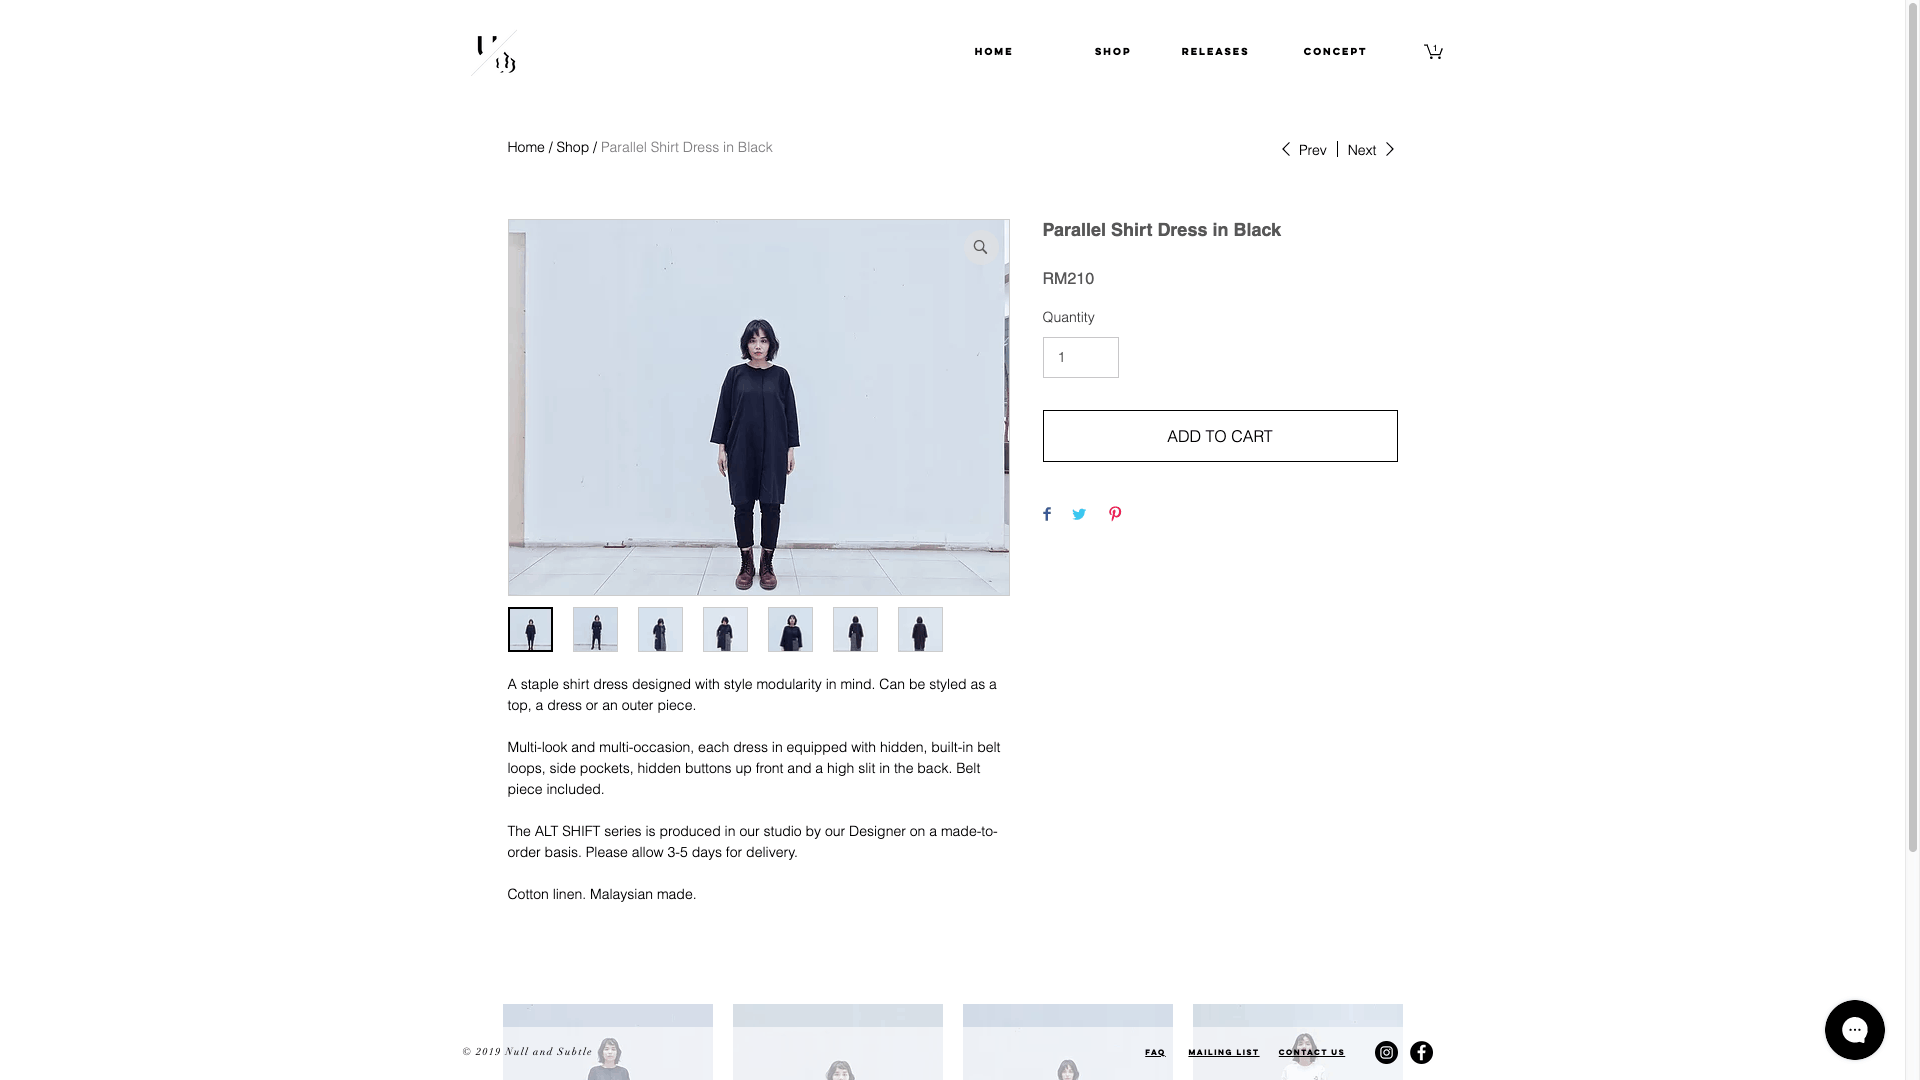 HOME SHOP RELEASES CONCEPT 1
Home / Shop / Parallel Shirt Dress in Black
Prev | Next
Parallel Shirt Dress in Black
RM210
Quantity
1
ADD TO CART
A staple shirt dress designed with style modularity in mind. Can be styled as a
top, a dress or an outer piece.
Multi-look and multi-occasion, each dress in equipped with hidden, built-in belt
loops, side pockets, hidden buttons up front and a high slit in the back. Belt
piece included.
The ALT SHIFT series is produced in our studio by our Designer on a made-to-
order basis. Please allow 3-5 days for delivery.
Cotton linen. Malaysian made.
© 2019 Null and Subtle
FAQ MAILING LIST CONTACT US